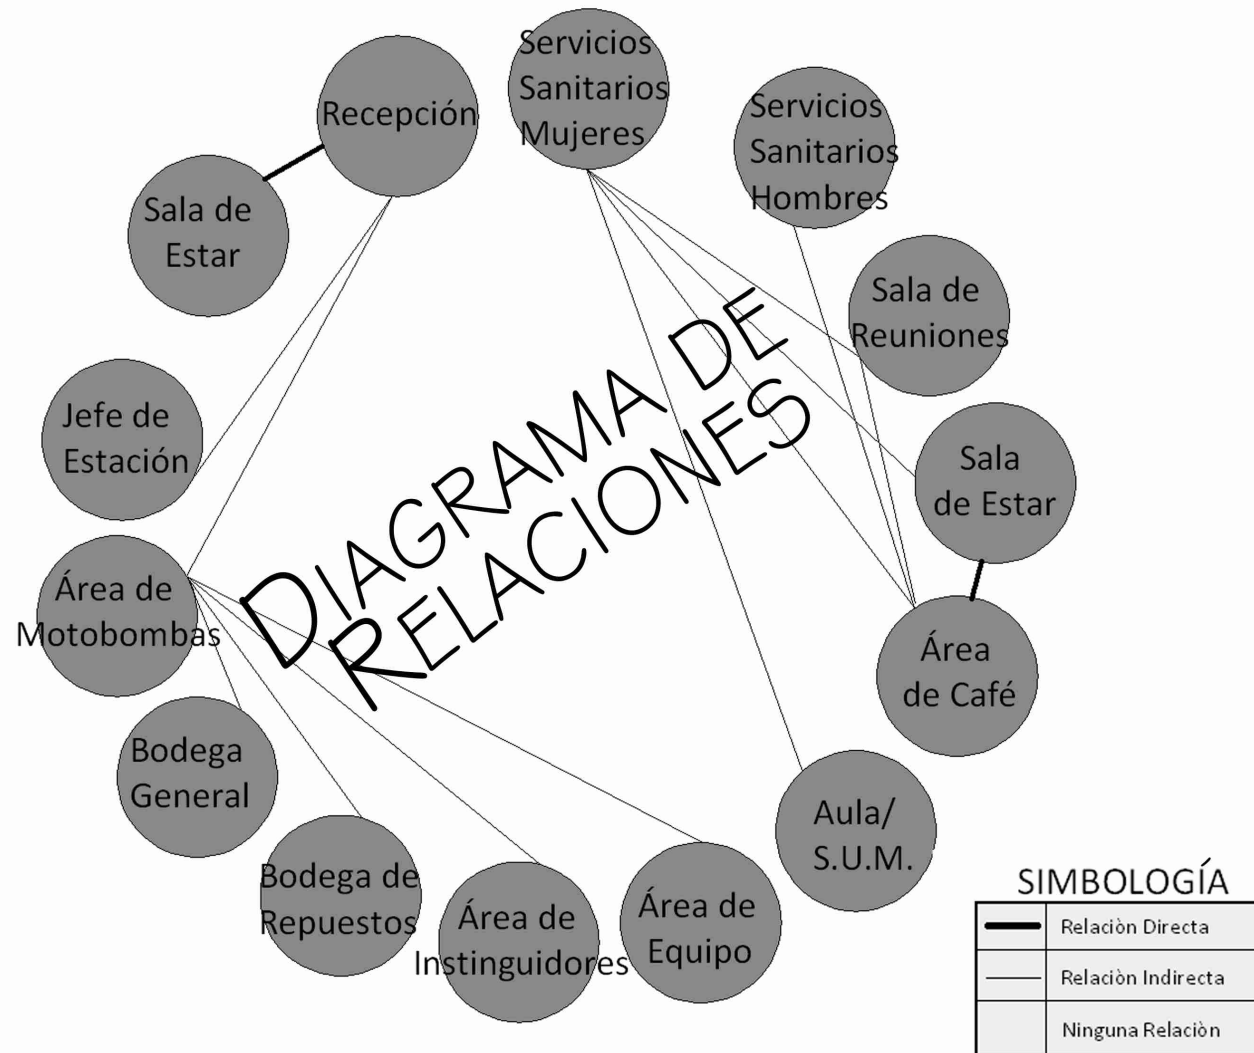 Servicios
Sanitarios
Mujeres
Recepción
Servicios
Sanitarios
Hombres
Sala de
Estar
Sala de
Reuniones
Jefe de
Estación
Sala
de Estar
DIAGRAMA DE
RELACIONES
Área de
Motobombas
Área
de Café
Bodega
General
Aula/
S.U.M.
Bodega de
Repuestos
Área de
Instinguidores
Área de
Equipo
SIMBOLOGÍA
Relaciòn Directa
Relaciòn Indirecta
Ninguna Relaciòn